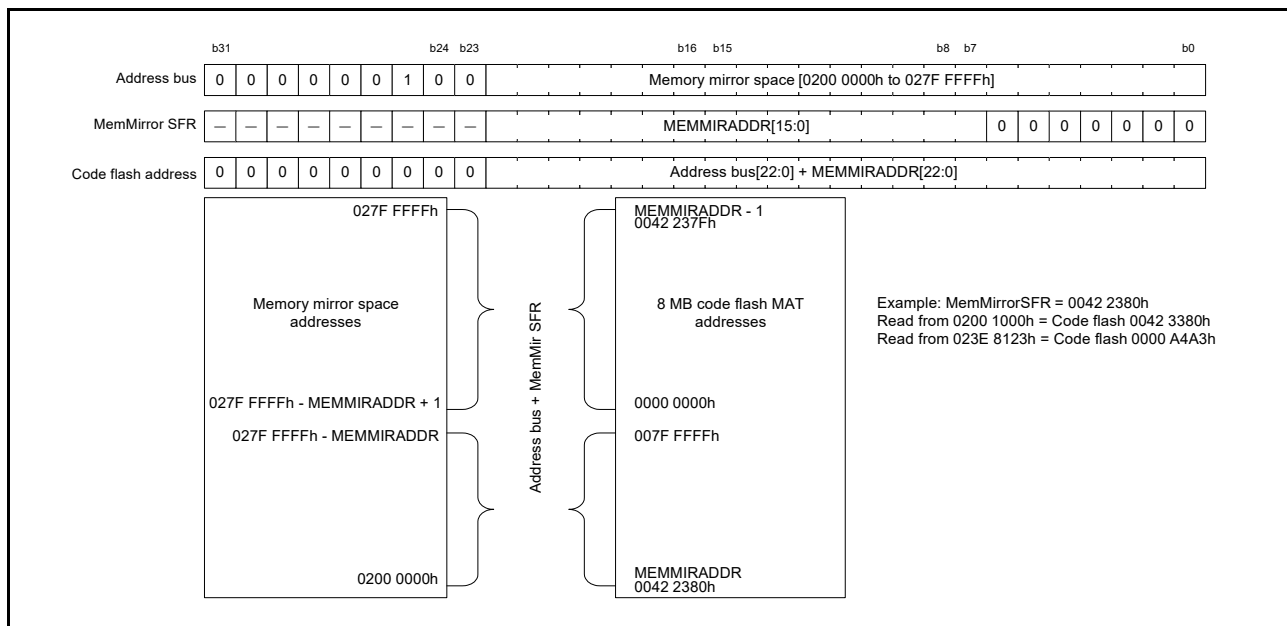 b31 b24 b23 b16 b15 b8 b7 b0
Address bus 0 0 0 0 0 0 1 0 0 Memory mirror space [0200 0000h to 027F FFFFh]
MemMirror SFR — — — — — — — — — MEMMIRADDR[15:0] 0 0 0 0 0 0 0
Code flash address 0 0 0 0 0 0 0 0 0 Address bus[22:0] + MEMMIRADDR[22:0]
027F FFFFh
Memory mirror space
addresses
027F FFFFh - MEMMIRADDR + 1
027F FFFFh - MEMMIRADDR
0200 0000h
Address bus + MemMir SFR
MEMMIRADDR - 1
0042 237Fh
8 MB code flash MAT
addresses
0000 0000h
007F FFFFh
MEMMIRADDR
0042 2380h
Example: MemMirrorSFR = 0042 2380h
Read from 0200 1000h = Code flash 0042 3380h
Read from 023E 8123h = Code flash 0000 A4A3h